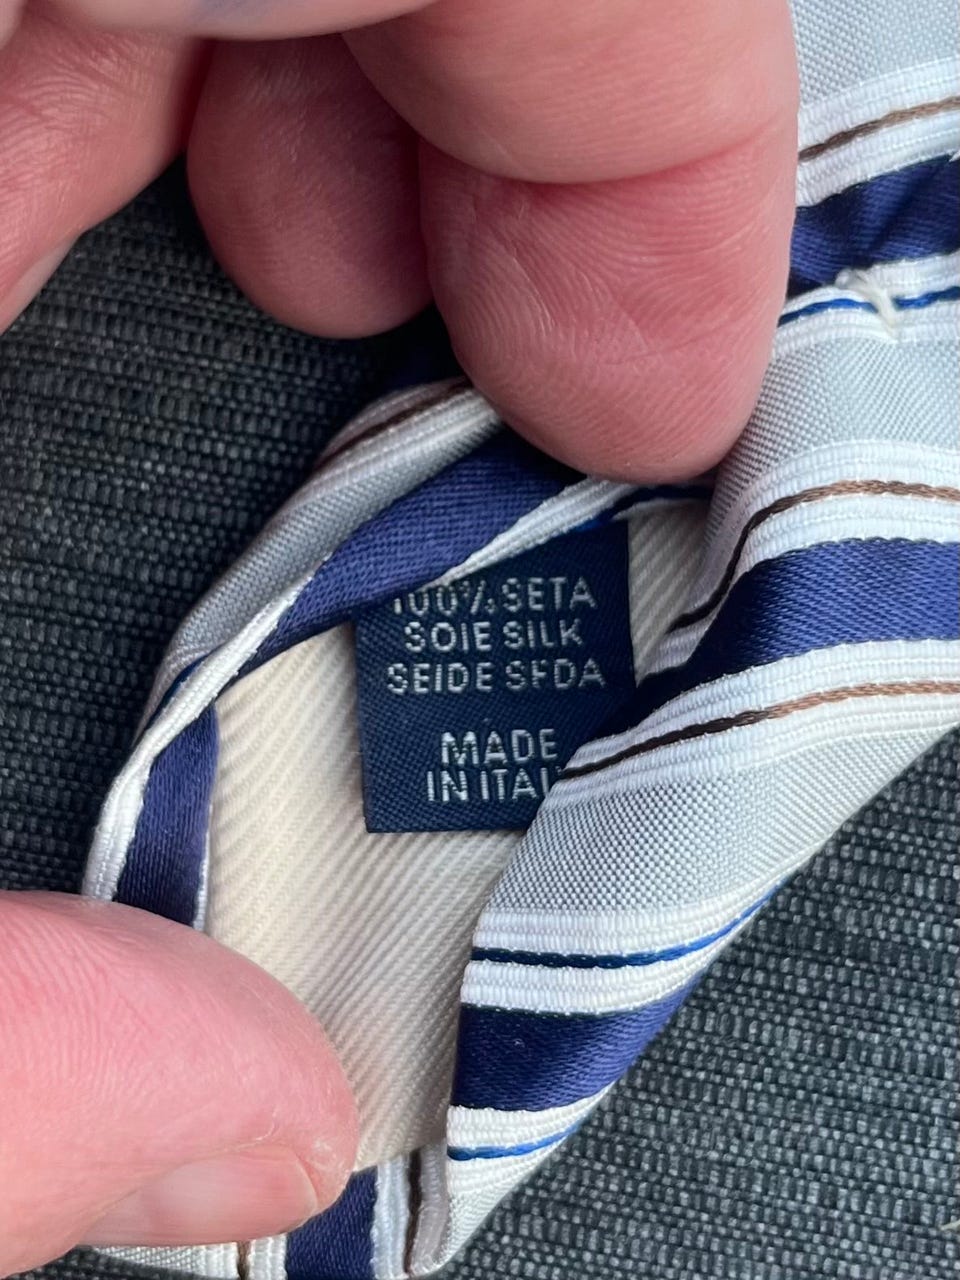 100% SETA
SOIE SILK
SEIDE SEDA
MADE
IN ITAL